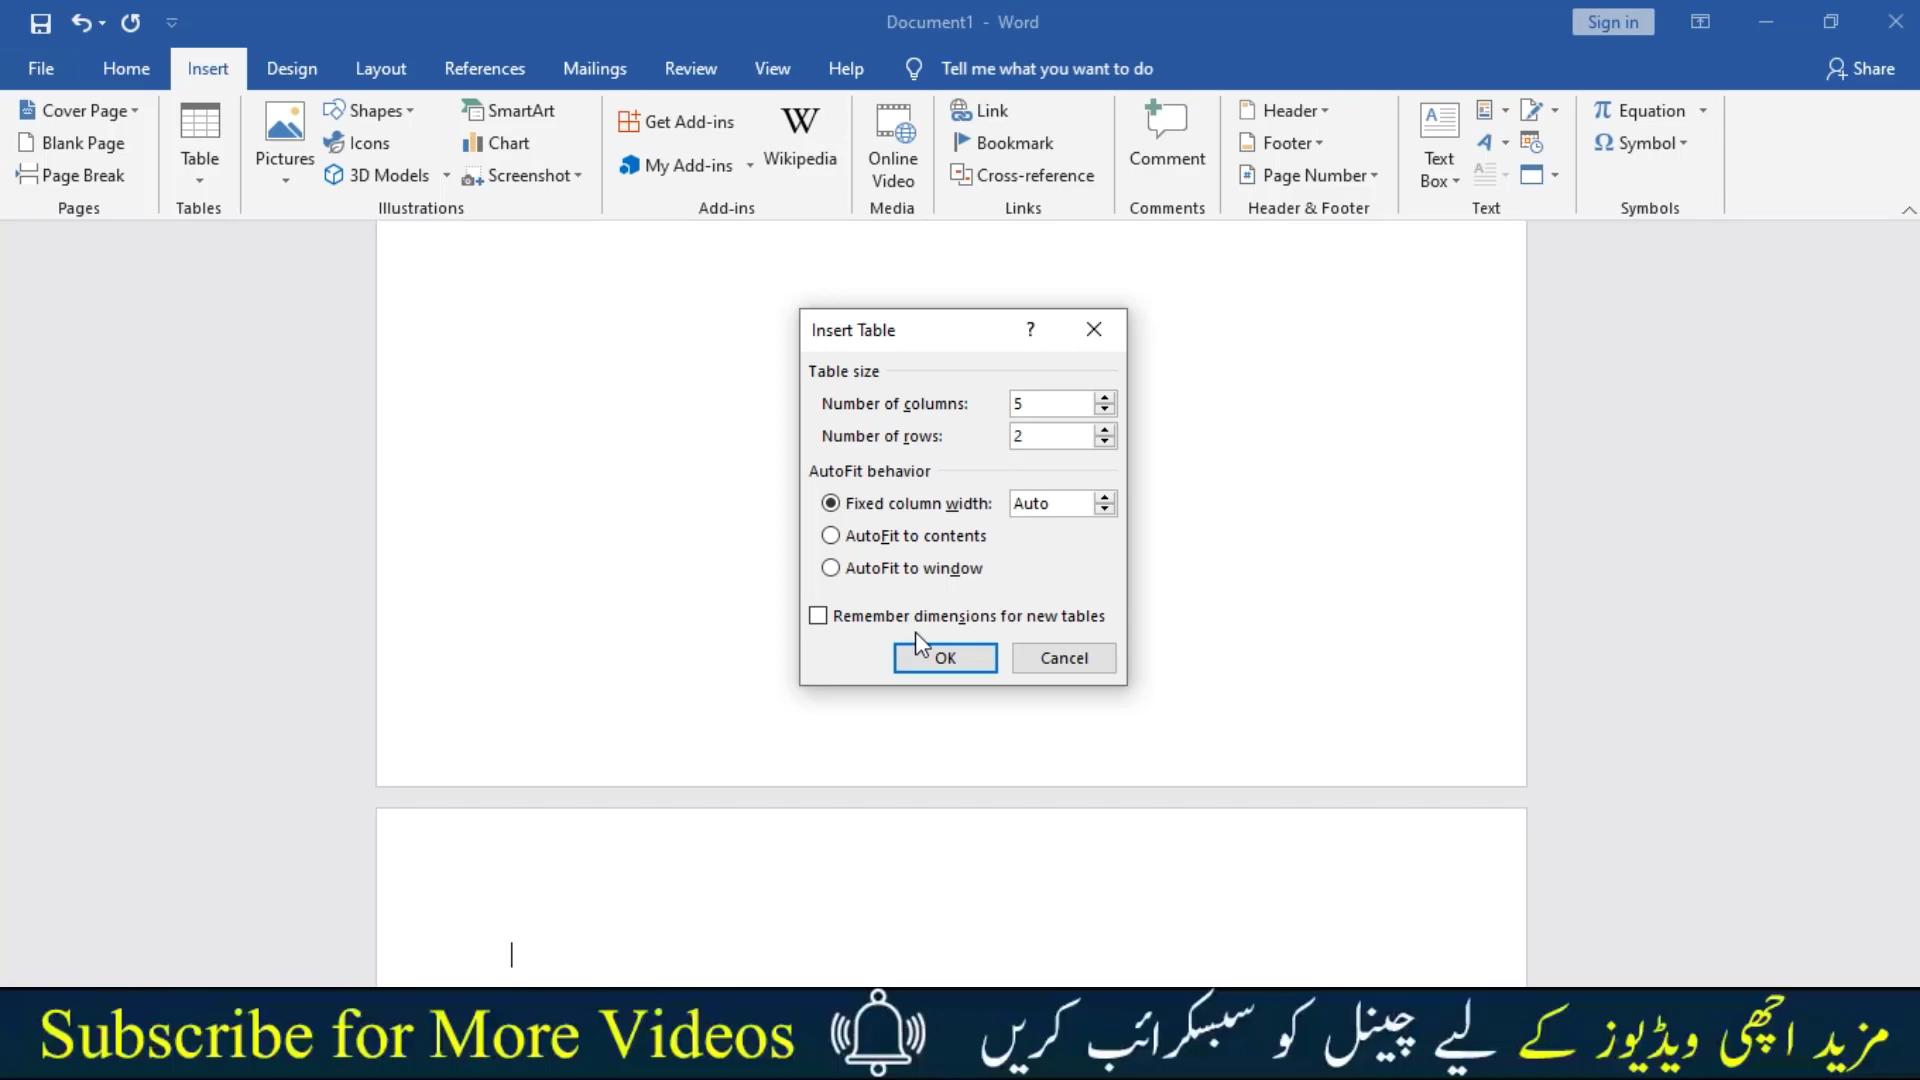 Document1 - Word
Sign in
File Home Insert Design Layout References Mailings Review View Help Tell me what you want to do Share
Cover Page
Blank Page
Page Break
Pages
Table
Tables
Pictures
Shapes
Icons
3D Models
SmartArt
Chart
Screenshot
Illustrations
Get Add-ins
My Add-ins
W
Wikipedia
Add-ins
Online
Video
Media
Link
Bookmark
Cross-reference
Links
Comment
Comments
Header
Footer
Page Number
Header & Footer
Text
Box
Text
π Equation
Ω Symbol
Symbols
Insert Table ?
Table size
Number of columns: 5
Number of rows: 2
AutoFit behavior
Fixed column width: Auto
AutoFit to contents
AutoFit to window
Remember dimensions for new tables
OK Cancel
Subscribe for More Videos
مزید اچھی ویڈیوز کے لیے چینل کو سبسکرائب کریں